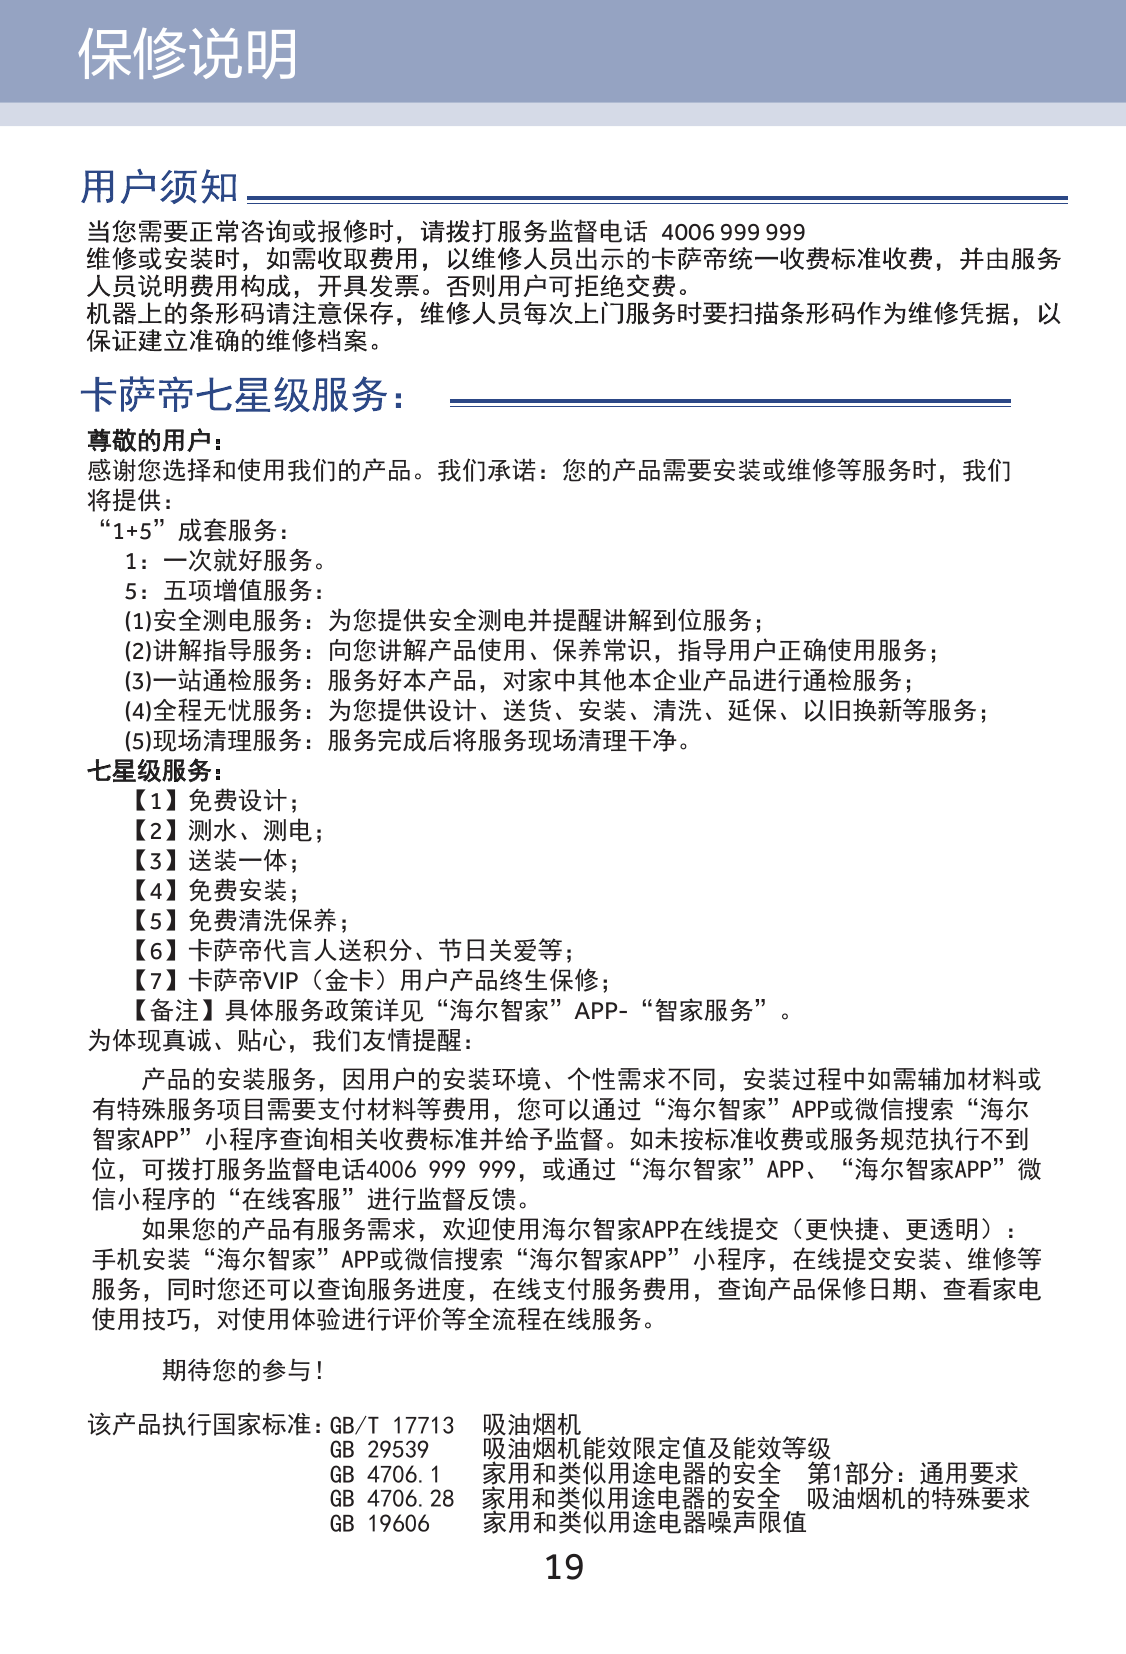 保修说明
用户须知
当您需要正常咨询或报修时，请拨打服务监督电话 4006 999 999
维修或安装时，如需收取费用，以维修人员出示的卡萨帝统一收费标准收费，并由服务
人员说明费用构成，开具发票。否则用户可拒绝交费。
机器上的条形码请注意保存，维修人员每次上门服务时要扫描条形码作为维修凭据，以
保证建立准确的维修档案。
卡萨帝七星级服务：
尊敬的用户：
感谢您选择和使用我们的产品。我们承诺：您的产品需要安装或维修等服务时，我们
将提供：
“1+5”成套服务：
1：一次就好服务。
5：五项增值服务：
(1)安全测电服务：为您提供安全测电并提醒讲解到位服务；
(2)讲解指导服务：向您讲解产品使用、保养常识，指导用户正确使用服务；
(3)一站通检服务：服务好本产品，对家中其他本企业产品进行通检服务；
(4)全程无忧服务：为您提供设计、送货、安装、清洗、延保、以旧换新等服务；
(5)现场清理服务：服务完成后将服务现场清理干净。
七星级服务：
【1】免费设计；
【2】测水、测电；
【3】送装一体；
【4】免费安装；
【5】免费清洗保养；
【6】卡萨帝代言人送积分、节日关爱等；
【7】卡萨帝VIP（金卡）用户产品终生保修；
【备注】具体服务政策详见“海尔智家”APP-“智家服务”。
为体现真诚、贴心，我们友情提醒：
产品的安装服务，因用户的安装环境、个性需求不同，安装过程中如需辅加材料或
有特殊服务项目需要支付材料等费用，您可以通过“海尔智家”APP或微信搜索“海尔
智家APP”小程序查询相关收费标准并给予监督。如未按标准收费或服务规范执行不到
位，可拨打服务监督电话4006 999 999，或通过“海尔智家”APP、“海尔智家APP”微
信小程序的“在线客服”进行监督反馈。
如果您的产品有服务需求，欢迎使用海尔智家APP在线提交（更快捷、更透明）：
手机安装“海尔智家”APP或微信搜索“海尔智家APP”小程序，在线提交安装、维修等
服务，同时您还可以查询服务进度，在线支付服务费用，查询产品保修日期、查看家电
使用技巧，对使用体验进行评价等全流程在线服务。
期待您的参与！
该产品执行国家标准：GB/T 17713 吸油烟机
GB 29539 吸油烟机能效限定值及能效等级
GB 4706.1 家用和类似用途电器的安全 第1部分：通用要求
GB 4706.28 家用和类似用途电器的安全 吸油烟机的特殊要求
GB 19606 家用和类似用途电器噪声限值
19